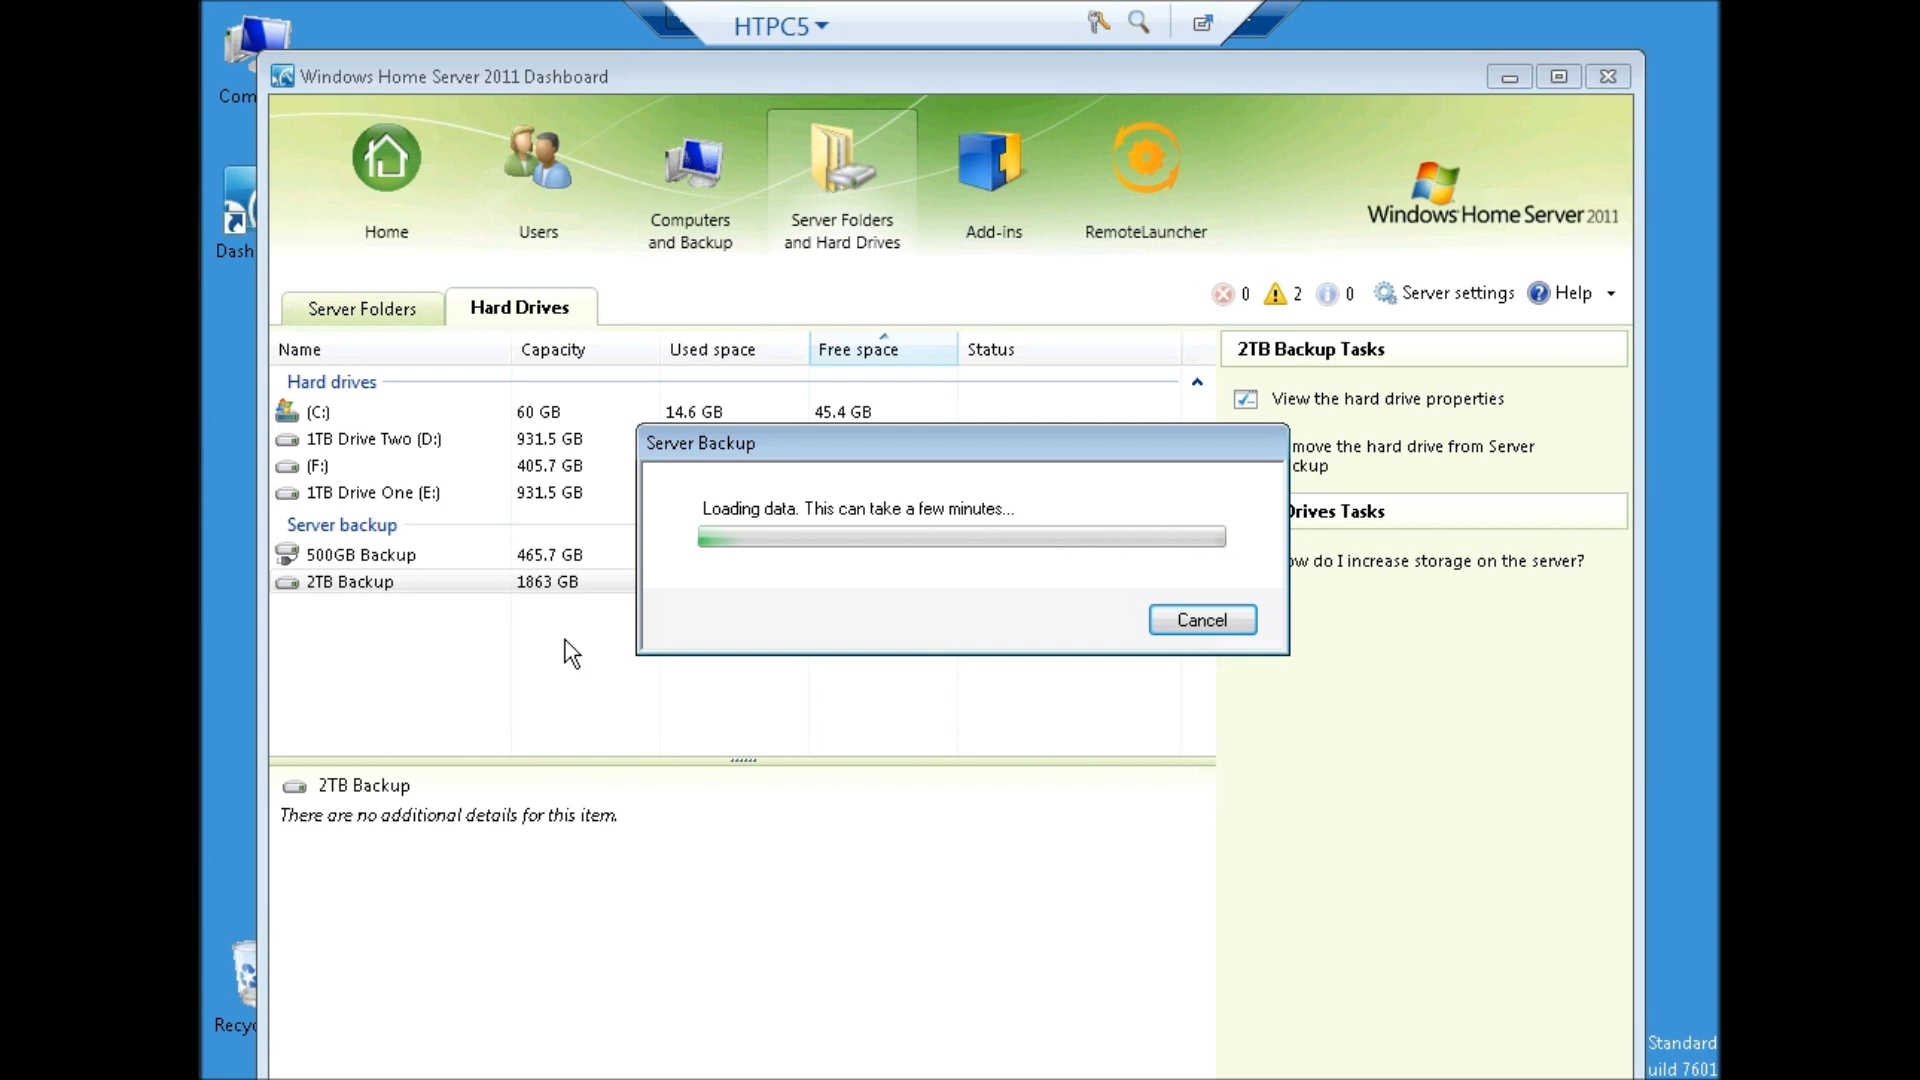 HTPC5
Com
Windows Home Server 2011 Dashboard
Home
Users
Computers
and Backup
Server Folders
and Hard Drives
Add-ins
RemoteLauncher
Windows Home Server 2011
Dash
Server Folders
Hard Drives
0
2
0
Server settings
Help
Name
Capacity
Used space
Free space
Status
2TB Backup Tasks
Hard drives
View the hard drive properties
(C:)
60 GB
14.6 GB
45.4 GB
1TB Drive Two (D:)
931.5 GB
Server Backup
move the hard drive from Server
ckup
(F:)
405.7 GB
1TB Drive One (E:)
931.5 GB
Loading data. This can take a few minutes...
Drives Tasks
Server backup
500GB Backup
465.7 GB
ow do I increase storage on the server?
2TB Backup
1863 GB
Cancel
2TB Backup
There are no additional details for this item.
Recyc
Standard
uild 7601